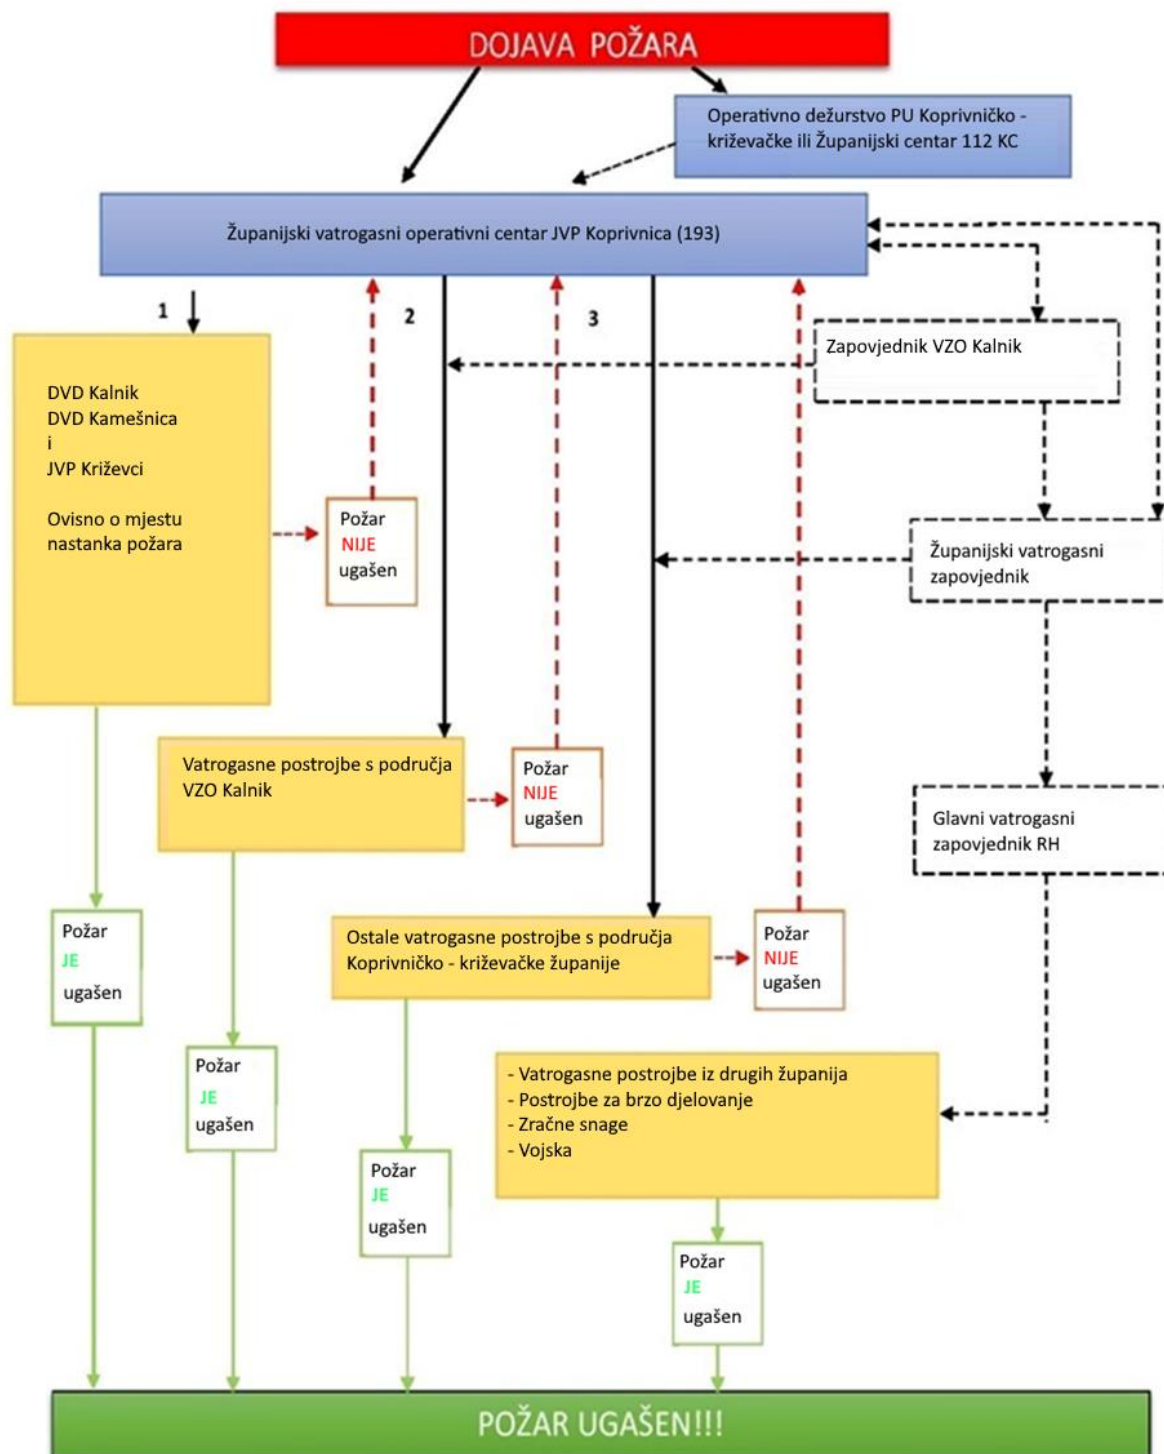 DOJAVA POŽARA
Operativno dežurstvo PU Koprivničko -
križevačke ili Županijski centar 112 KC
Županijski vatrogasni operativni centar JVP Koprivnica (193)
1
2
3
Zapovjednik VZO Kalnik
DVD Kalnik
DVD Kamešnica
i
JVP Križevci
Ovisno o mjestu
nastanka požara
Požar
NIJE
ugašen
Županijski vatrogasni
zapovjednik
Vatrogasne postrojbe s područja
VZO Kalnik
Požar
NIJE
ugašen
Glavni vatrogasni
zapovjednik RH
Požar
JE
ugašen
Ostale vatrogasne postrojbe s područja
Koprivničko - križevačke županije
Požar
NIJE
ugašen
Požar
JE
ugašen
- Vatrogasne postrojbe iz drugih županija
- Postrojbe za brzo djelovanje
- Zračne snage
- Vojska
Požar
JE
ugašen
Požar
JE
ugašen
POŽAR UGAŠEN!!!